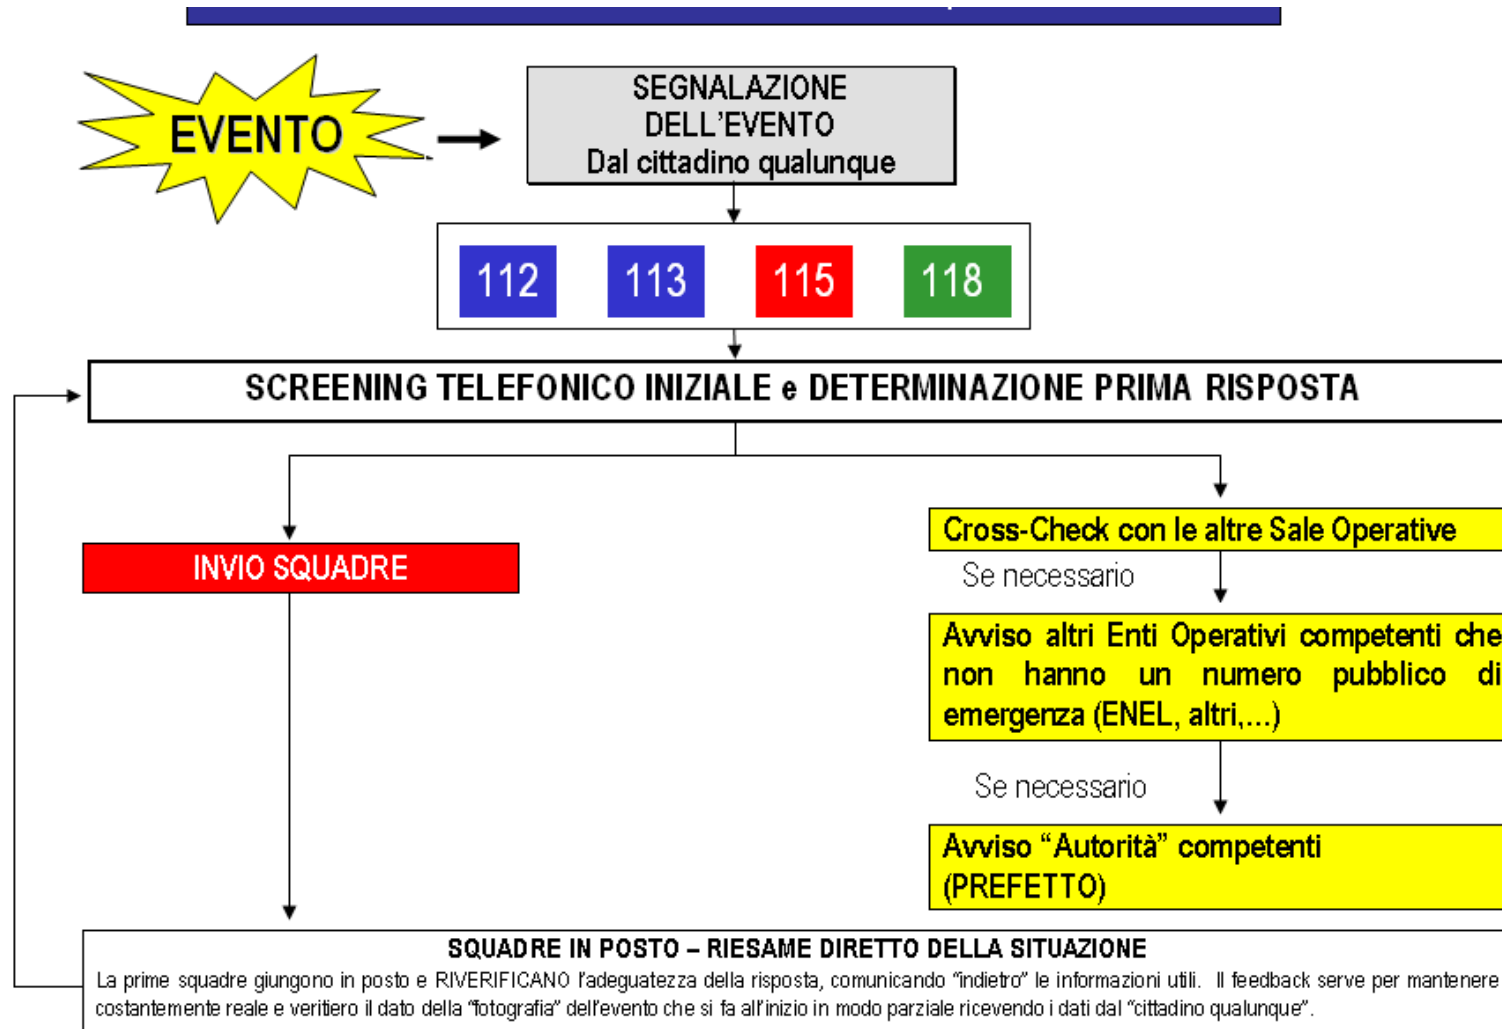 EVENTO
SEGNALAZIONE
DELL'EVENTO
Dal cittadino qualunque
112 113 115 118
SCREENING TELEFONICO INIZIALE e DETERMINAZIONE PRIMA RISPOSTA
INVIO SQUADRE
Cross-Check con le altre Sale Operative
Se necessario
Avviso altri Enti Operativi competenti che
non hanno un numero pubblico di
emergenza (ENEL, altri,...)
Se necessario
Avviso “Autorità” competenti
(PREFETTO)
SQUADRE IN POSTO – RIESAME DIRETTO DELLA SITUAZIONE
La prime squadre giungono in posto e RIVERIFICANO l'adeguatezza della risposta, comunicando “indietro” le informazioni utili. Il feedback serve per mantenere
costantemente reale e veritiero il dato della “fotografia” dell'evento che si fa all'inizio in modo parziale ricevendo i dati dal “cittadino qualunque”.